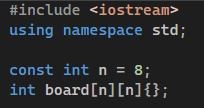 #include <iostream>
using namespace std;
const int n = 8;
int board[n][n]{};